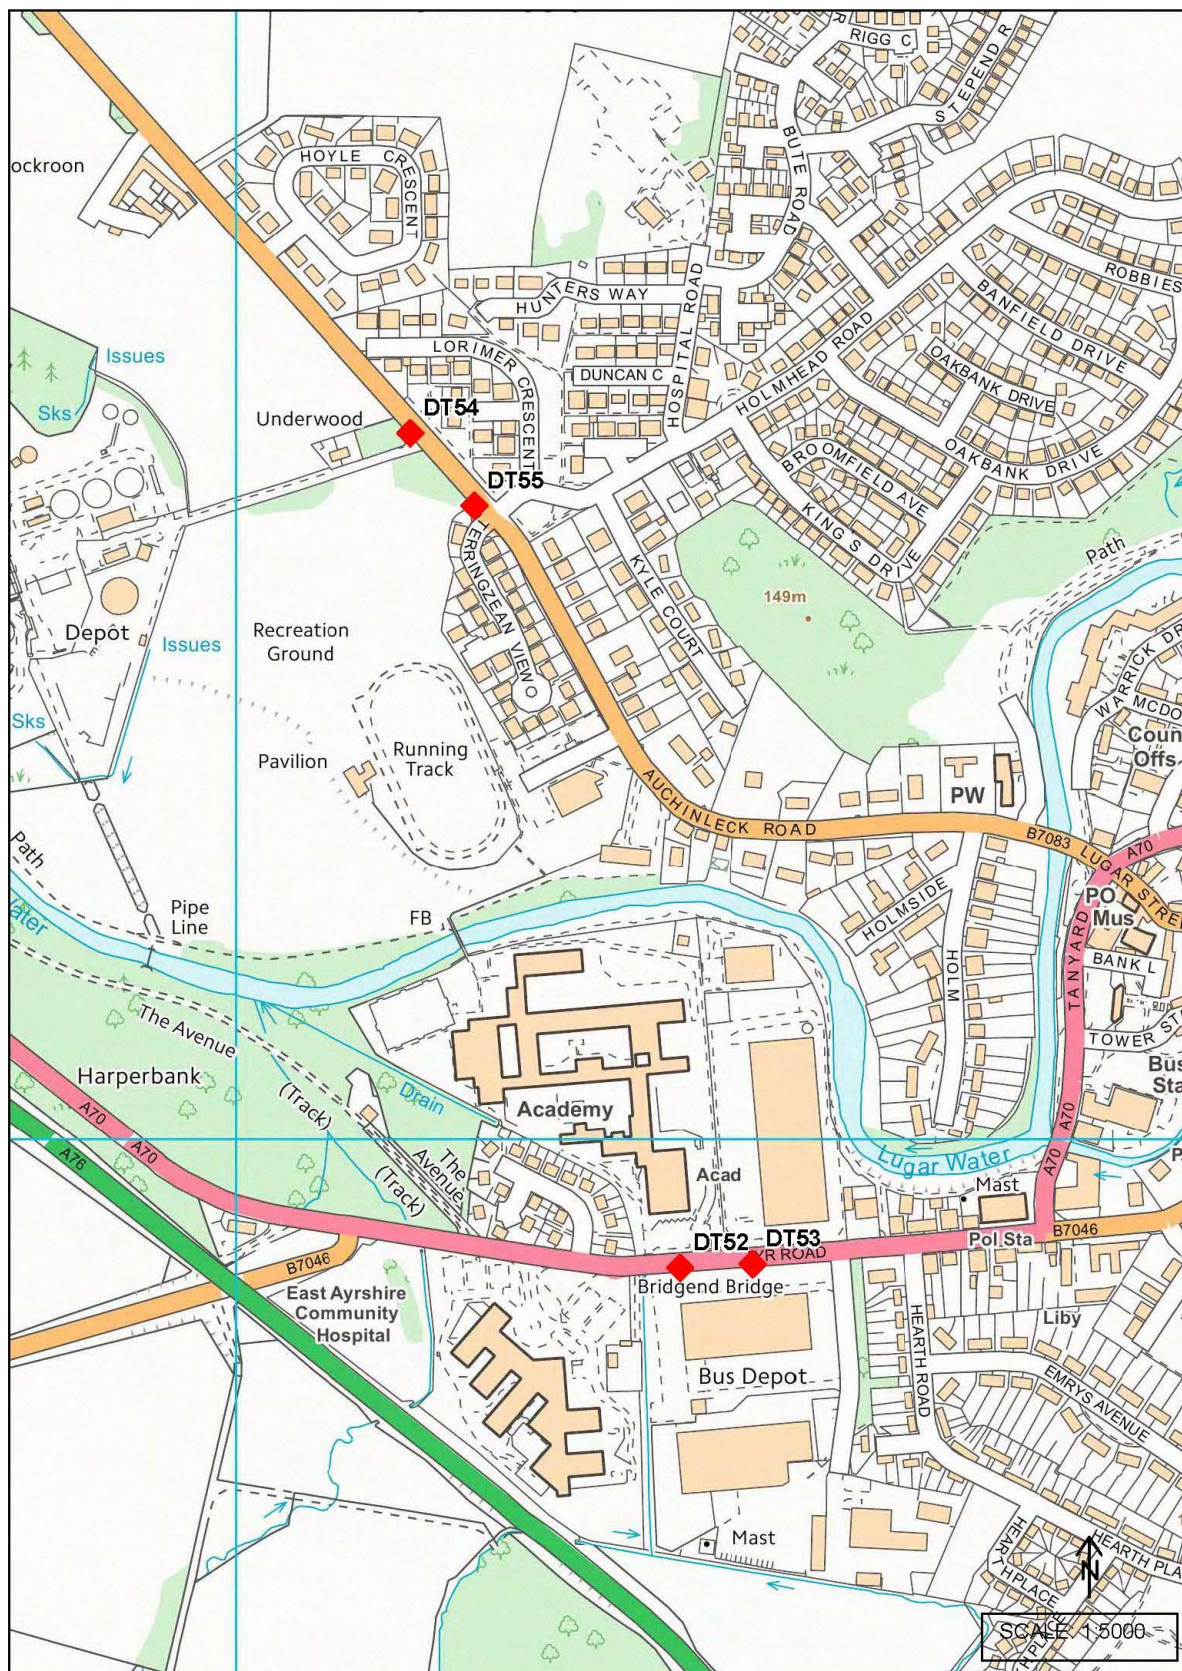 RIGG C
STEPEND R
BUTE ROAD
ockroon
HOYLE CRESCENT
HUNTERS WAY
HOSPITAL ROAD
ROBBIES
BANFIELD DRIVE
LORIMER CRESCENT
DUNCAN C
HOLMHEAD ROAD
OAKBANK DRIVE
Issues
Sks
Underwood
DT54
OAKBANK DRIVE
BROOMFIELD AVE
KING S DRIVE
DT55
TERRINGZEAN VIEW
KYLE COURT
Path
149m
Depôt
Issues
Recreation
Ground
Sks
Pavilion
Running
Track
WARRICK DR
MCDO
Coun
Offs
PW
AUCHINLECK ROAD
B7083
LUGAR STREE
A70
Path
Water
Pipe
Line
FB
HOLMSIDE
HOLM
PO
Mus
TANYARD
BANK L
A70
TOWER ST
Bus
Sta
The Avenue
(Track)
Harperbank
Drain
Academy
A70
A70
A76
The
Avenue
(Track)
Acad
Lugar Water
A70
Mast
Pol Sta
B7046
DT52
DT53
YR ROAD
Bridgend Bridge
B7046
East Ayrshire
Community
Hospital
Bus Depot
HEARTH ROAD
Liby
EMRYS AVENUE
Mast
HEARTH PLACE
HEARTH PLA
H PLACE
N
SCALE 1:5000